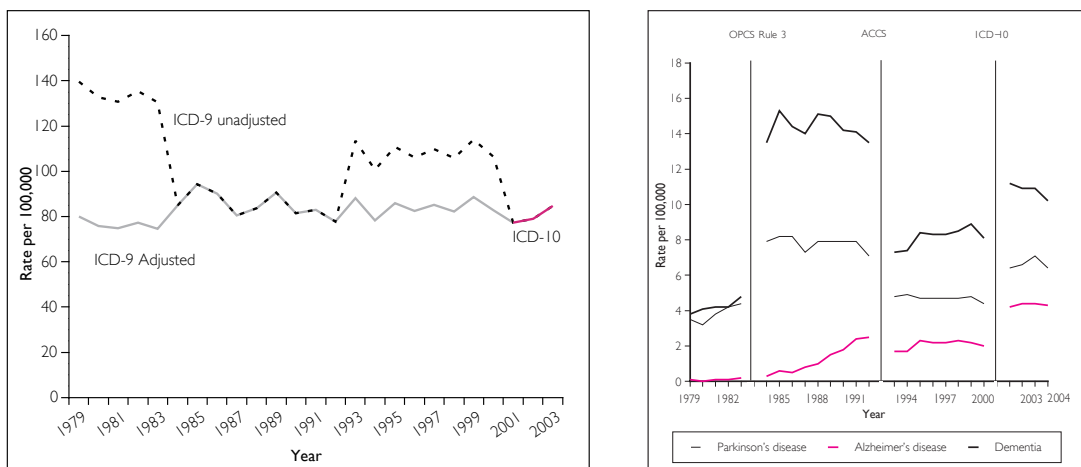 160
140
120
100
80
60
40
20
0
Rate per 100,000
ICD-9 unadjusted
ICD-9 Adjusted
ICD-10
1979 1981 1983 1985 1987 1989 1991 1993 1995 1997 1999 2001 2003
Year
OPCS Rule 3 ACCS ICD-10
18
16
14
12
10
8
6
4
2
0
Rate per 100,000
1979 1982 1985 1988 1991 1994 1997 2000 2003 2004
Year
Parkinson's disease Alzheimer's disease Dementia